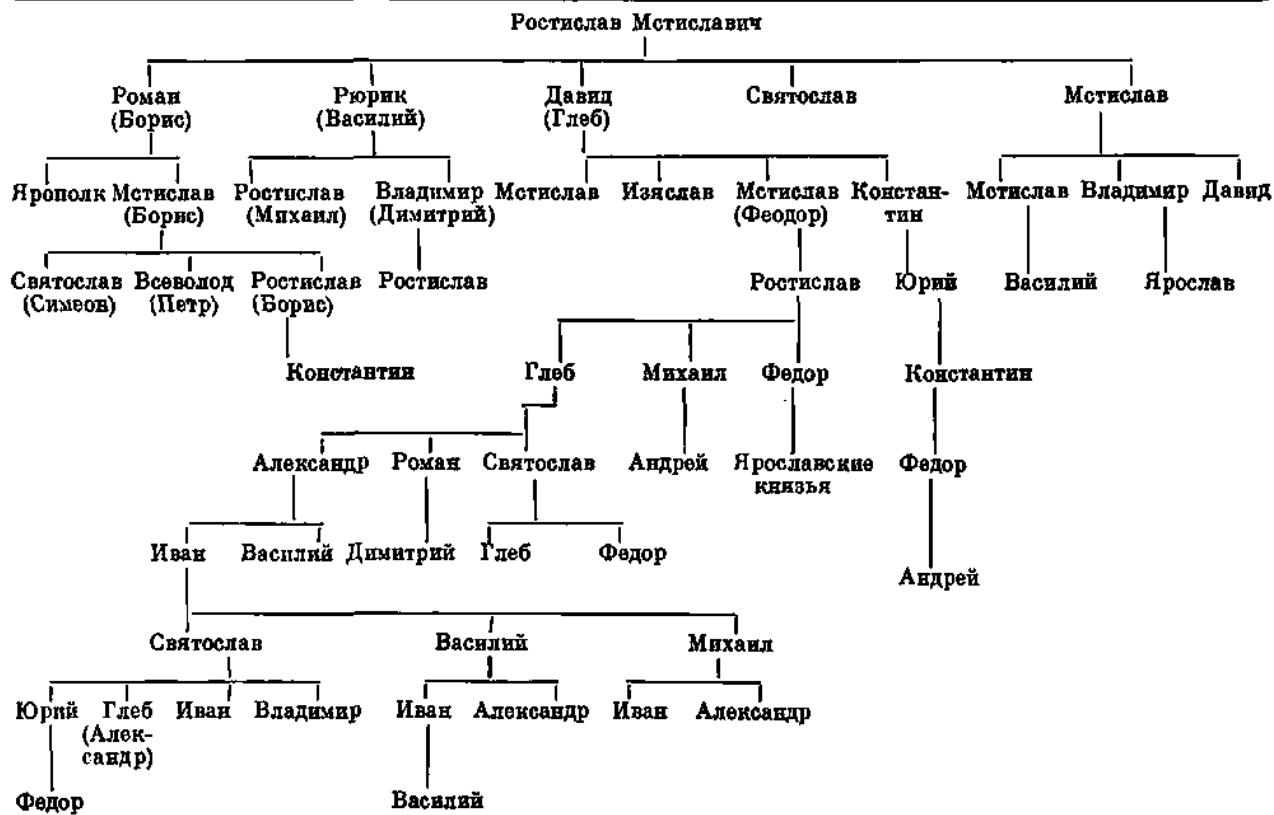 Ростислав Мстиславич
Роман Рюрик Давид Святослав Мстислав
(Борис) (Василий) (Глеб)
Ярополк Мстислав Ростислав Владимир Мстислав Изяслав Мстислав Констан- Мстислав Владимир Давид
(Борис) (Михаил) (Димитрий) (Феодор) тин
Святослав Всеволод Ростислав Ростислав Ростислав Юрий Василий Ярослав
(Симеон) (Петр) (Борис)
Константин Глеб Михаил Федор Константин
Александр Роман Святослав Андрей Ярославские Федор
князья
Иван Василий Димитрий Глеб Федор
Андрей
Святослав Василий Михаил
Юрий Глеб Иван Владимир Иван Александр Иван Александр
(Алек-
сандр)
Федор Василий